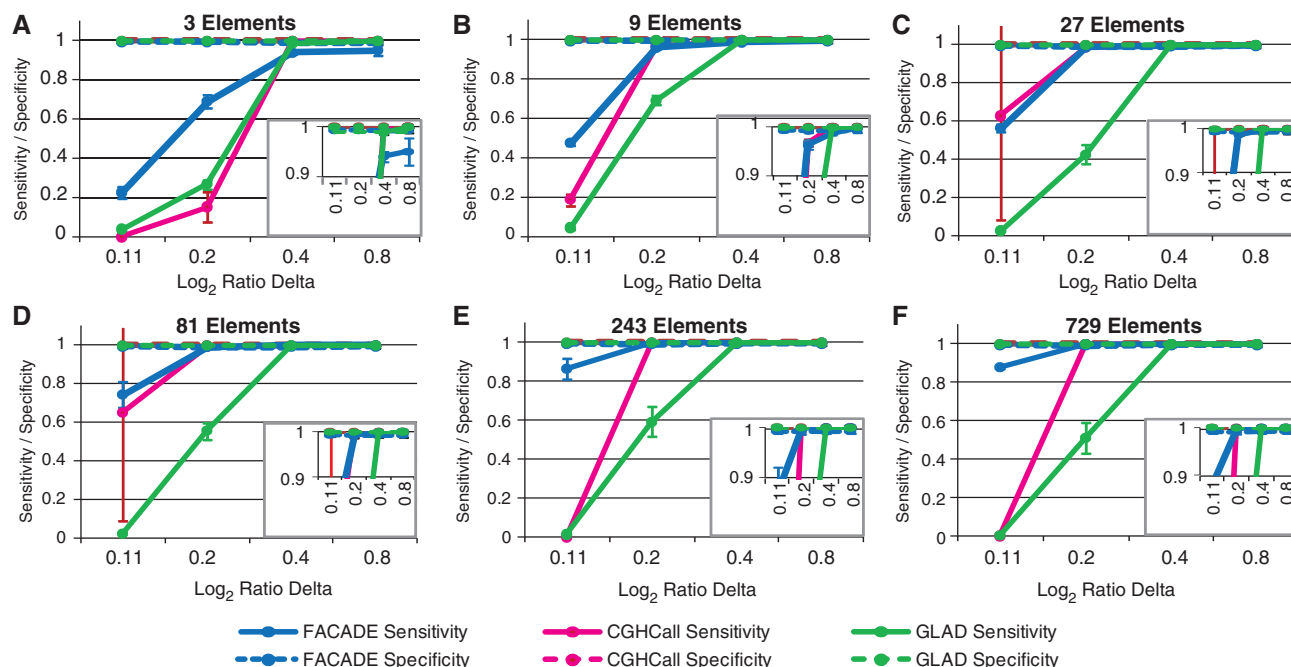 A
3 Elements
Sensitivity / Specificity
1
0.8
0.6
0.4
0.2
0
0.11 0.2 0.4 0.8
Log2 Ratio Delta
1
0.9
0.11 0.2 0.4 0.8
B
9 Elements
1
0.8
0.6
0.4
0.2
0
0.11 0.2 0.4 0.8
Log2 Ratio Delta
1
0.9
0.11 0.2 0.4 0.8
C
27 Elements
Sensitivity / Specificity
1
0.8
0.6
0.4
0.2
0
0.11 0.2 0.4 0.8
Log2 Ratio Delta
1
0.9
0.11 0.2 0.4 0.8
D
81 Elements
Sensitivity / Specificity
1
0.8
0.6
0.4
0.2
0
0.11 0.2 0.4 0.8
Log2 Ratio Delta
1
0.9
0.11 0.2 0.4 0.8
E
243 Elements
Sensitivity / Specificity
1
0.8
0.6
0.4
0.2
0
0.11 0.2 0.4 0.8
Log2 Ratio Delta
1
0.9
0.11 0.2 0.4 0.8
F
729 Elements
Sensitivity / Specificity
1
0.8
0.6
0.4
0.2
0
0.11 0.2 0.4 0.8
Log2 Ratio Delta
1
0.9
0.11 0.2 0.4 0.8
FACADE Sensitivity CGHCall Sensitivity GLAD Sensitivity
FACADE Specificity CGHCall Specificity GLAD Specificity